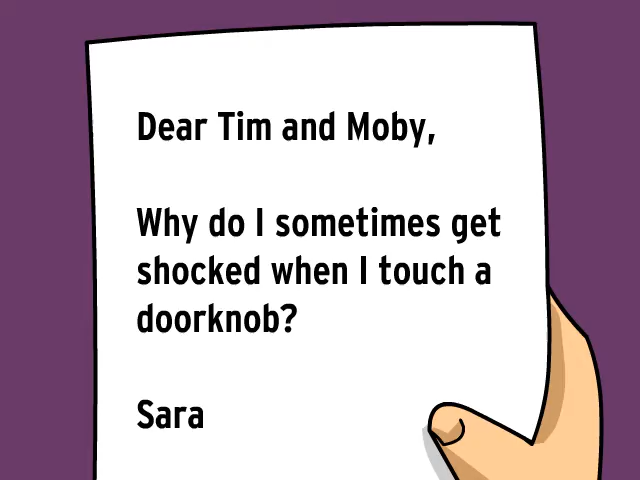 Dear Tim and Moby,
Why do I sometimes get
shocked when I touch a
doorknob?
Sara